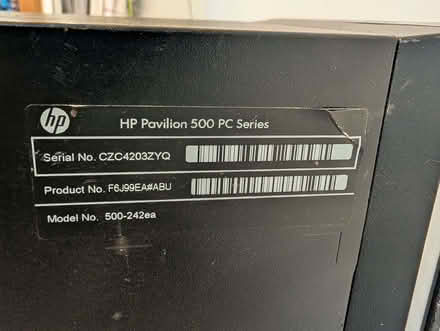 hp
HP Pavilion 500 PC Series
Serial No. CZC4203ZYQ
Product No. F6J99EA#ABU
Model No. 500-242ea